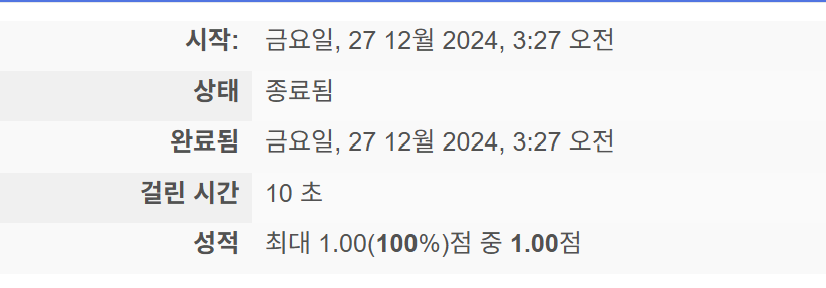 시작: 금요일, 27 12월 2024, 3:27 오전
상태 종료됨
완료됨 금요일, 27 12월 2024, 3:27 오전
걸린 시간 10 초
성적 최대 1.00(100%)점 중 1.00점